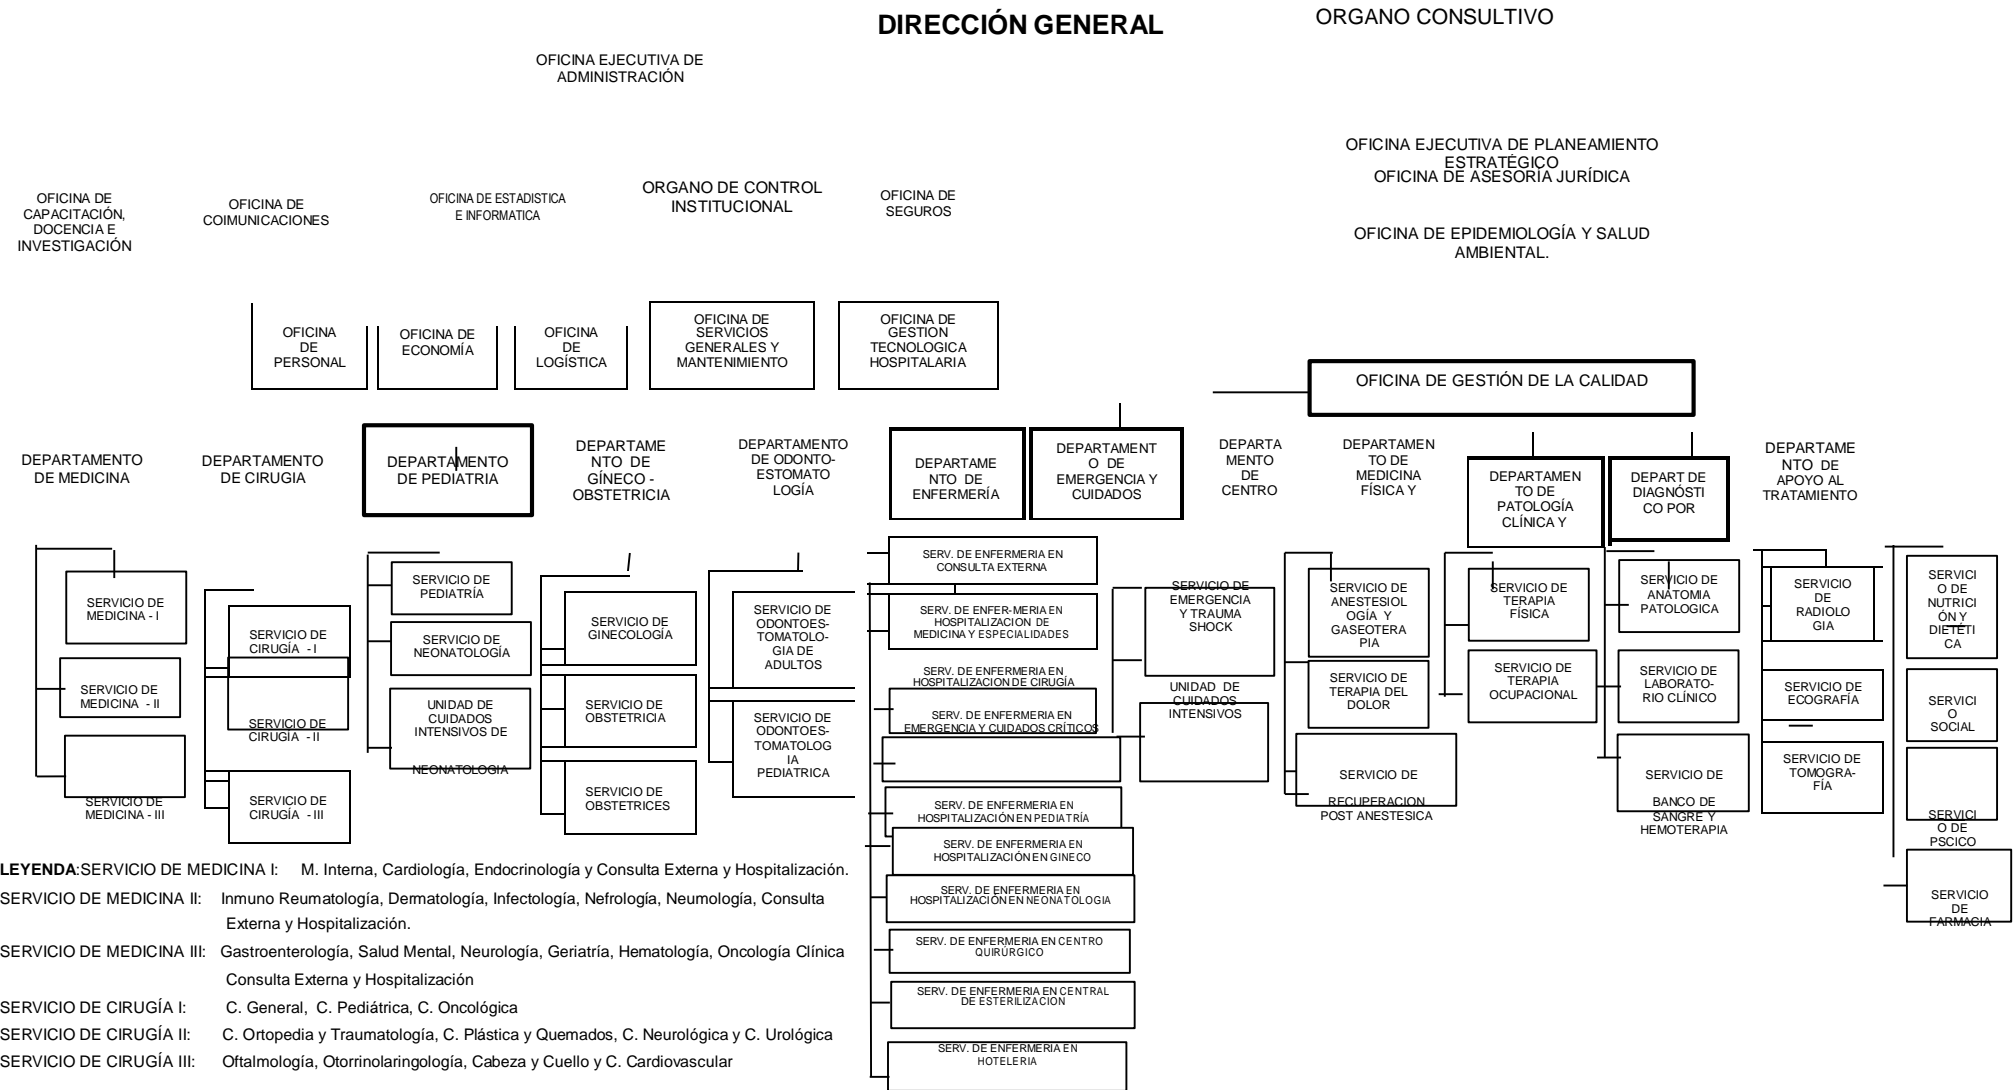 DIRECCIÓN GENERAL
ORGANO CONSULTIVO
OFICINA EJECUTIVA DE
ADMINISTRACIÓN
OFICINA EJECUTIVA DE PLANEAMIENTO
ESTRATÉGICO
OFICINA DE ASESORIA JURÍDICA
OFICINA DE
CAPACITACIÓN,
DOCENCIA E
INVESTIGACIÓN
OFICINA DE
COIMUNICACIONES
OFICINA DE ESTADISTICA
E INFORMATICA
ORGANO DE CONTROL
INSTITUCIONAL
OFICINA DE
SEGUROS
OFICINA DE EPIDEMIOLOGÍA Y SALUD
AMBIENTAL.
OFICINA
DE
PERSONAL
OFICINA DE
ECONOMÍA
OFICINA
DE
LOGÍSTICA
OFICINA DE
SERVICIOS
GENERALES Y
MANTENIMIENTO
OFICINA DE
GESTION
TECNOLOGICA
HOSPITALARIA
OFICINA DE GESTIÓN DE LA CALIDAD
DEPARTAMENTO
DE MEDICINA
DEPARTAMENTO
DE CIRUGIA
DEPARTAMENTO
DE PEDIATRIA
DEPARTAME
NTO DE
GÍNECO -
OBSTETRICIA
DEPARTAMENTO
DE ODONTO-
ESTOMATO
LOGÍA
DEPARTAME
NTO DE
ENFERMERÍA
DEPARTAMENT
O DE
EMERGENCIA Y
CUIDADOS
DEPARTA
MENTO
DE
CENTRO
DEPARTAMEN
TO DE
MEDICINA
FÍSICA Y
DEPARTAMEN
TO DE
PATOLOGÍA
CLÍNICA Y
DEPART DE
DIAGNÓSTI
CO POR
DEPARTAME
NTO DE
APOYO AL
TRATAMIENTO
SERVICIO DE
MEDICINA - I
SERVICIO DE
MEDICINA - II
SERVICIO DE
MEDICINA - III
SERVICIO DE
CIRUGÍA - I
SERVICIO DE
CIRUGÍA - II
SERVICIO DE
CIRUGÍA - III
SERVICIO DE
PEDIATRÍA
SERVICIO DE
NEONATOLOGÍA
UNIDAD DE
CUIDADOS
INTENSIVOS DE
NEONATOLOGIA
SERVICIO DE
GINECOLOGÍA
SERVICIO DE
OBSTETRICIA
SERVICIO DE
OBSTETRICES
SERVICIO DE
ODONTOES-
TOMATOLO-
GIA DE
ADULTOS
SERVICIO DE
ODONTOES-
TOMATOLOG
IA
PEDIATRICA
SERV. DE ENFERMERIA EN
CONSULTA EXTERNA
SERV. DE ENFER-MERIA EN
HOSPITALIZACION DE
MEDICINA Y ESPECIALIDADES
SERV. DE ENFERMERIA EN
HOSPITALIZACION DE CIRUGÍA
SERV. DE ENFERMERIA EN
EMERGENCIA Y CUIDADOS CRÍTICOS
SERV. DE ENFERMERIA EN
HOSPITALIZACIÓN EN PEDIATRÍA
SERV. DE ENFERMERIA EN
HOSPITALIZACIÓN EN GINECO
SERV. DE ENFERMERIA EN
HOSPITALIZACIÓN EN NEONATOLOGIA
SERV. DE ENFERMERIA EN CENTRO
QUIRÚRGICO
SERV. DE ENFERMERIA EN CENTRAL
DE ESTERILIZACION
SERV. DE ENFERMERIA EN
HOTELERIA
SERVICIO DE
EMERGENCIA
Y TRAUMA
SHOCK
UNIDAD DE
CUIDADOS
INTENSIVOS
SERVICIO DE
ANESTESIOL
OGÍA Y
GASEOTERA
PIA
SERVICIO DE
TERAPIA DEL
DOLOR
SERVICIO DE
RECUPERACION
POST ANESTESICA
SERVICIO DE
TERAPIA
FÍSICA
SERVICIO DE
TERAPIA
OCUPACIONAL
SERVICIO DE
ANATOMIA
PATOLOGICA
SERVICIO DE
LABORATO-
RIO CLÍNICO
SERVICIO DE
BANCO DE
SANGRE Y
HEMOTERAPIA
SERVICIO
DE
RADIOLO
GIA
SERVICIO DE
ECOGRAFÍA
SERVICIO DE
TOMOGRA-
FÍA
SERVICI
O DE
NUTRICI
ÓN Y
DIETÉTI
CA
SERVICI
O
SOCIAL
SERVICI
O DE
PSCICO
SERVICIO
DE
FARMACIA
LEYENDA:SERVICIO DE MEDICINA I: M. Interna, Cardiología, Endocrinología y Consulta Externa y Hospitalización.
SERVICIO DE MEDICINA II: Inmuno Reumatología, Dermatología, Infectología, Nefrología, Neumología, Consulta
Externa y Hospitalización.
SERVICIO DE MEDICINA III: Gastroenterología, Salud Mental, Neurología, Geriatría, Hematología, Oncología Clínica
Consulta Externa y Hospitalización
SERVICIO DE CIRUGÍA I: C. General, C. Pediátrica, C. Oncológica
SERVICIO DE CIRUGÍA II: C. Ortopedia y Traumatología, C. Plástica y Quemados, C. Neurológica y C. Urológica
SERVICIO DE CIRUGÍA III: Oftalmología, Otorrinolaringología, Cabeza y Cuello y C. Cardiovascular